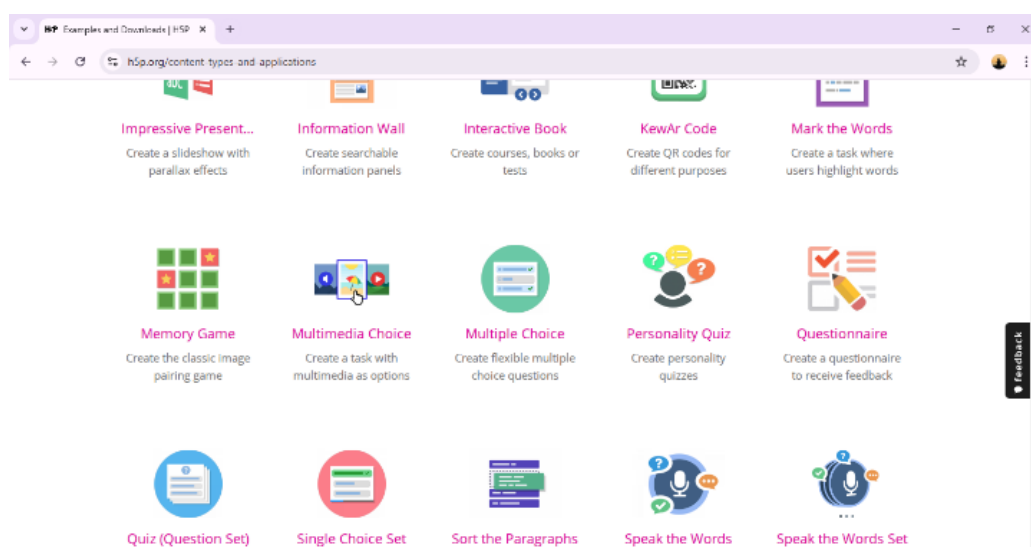 H5P Examples and Downloads | H5P
h5p.org/content-types-and-applications
Impressive Present... Information Wall Interactive Book KewAr Code Mark the Words
Create a slideshow with Create searchable Create courses, books or Create QR codes for Create a task where
parallax effects information panels tests different purposes users highlight words
Memory Game Multimedia Choice Multiple Choice Personality Quiz Questionnaire
Create the classic image Create a task with Create flexible multiple Create personality Create a questionnaire
pairing game multimedia as options choice questions quizzes to receive feedback
feedback
Quiz (Question Set) Single Choice Set Sort the Paragraphs Speak the Words Speak the Words Set